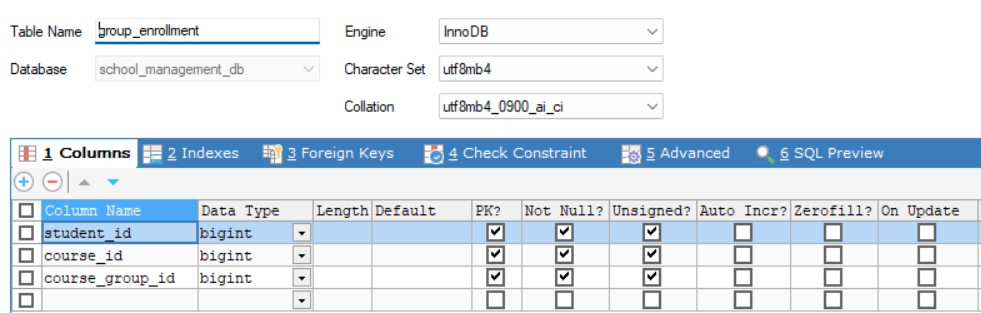 Table Name group_enrollment Engine InnoDB
Database school_management_db Character Set utf8mb4
Collation utf8mb4_0900_ai_ci
1 Columns 2 Indexes 3 Foreign Keys 4 Check Constraint 5 Advanced 6 SQL Preview
Column Name Data Type Length Default PK? Not Null? Unsigned? Auto Incr? Zerofill? On Update
student_id bigint
course_id bigint
course_group_id bigint